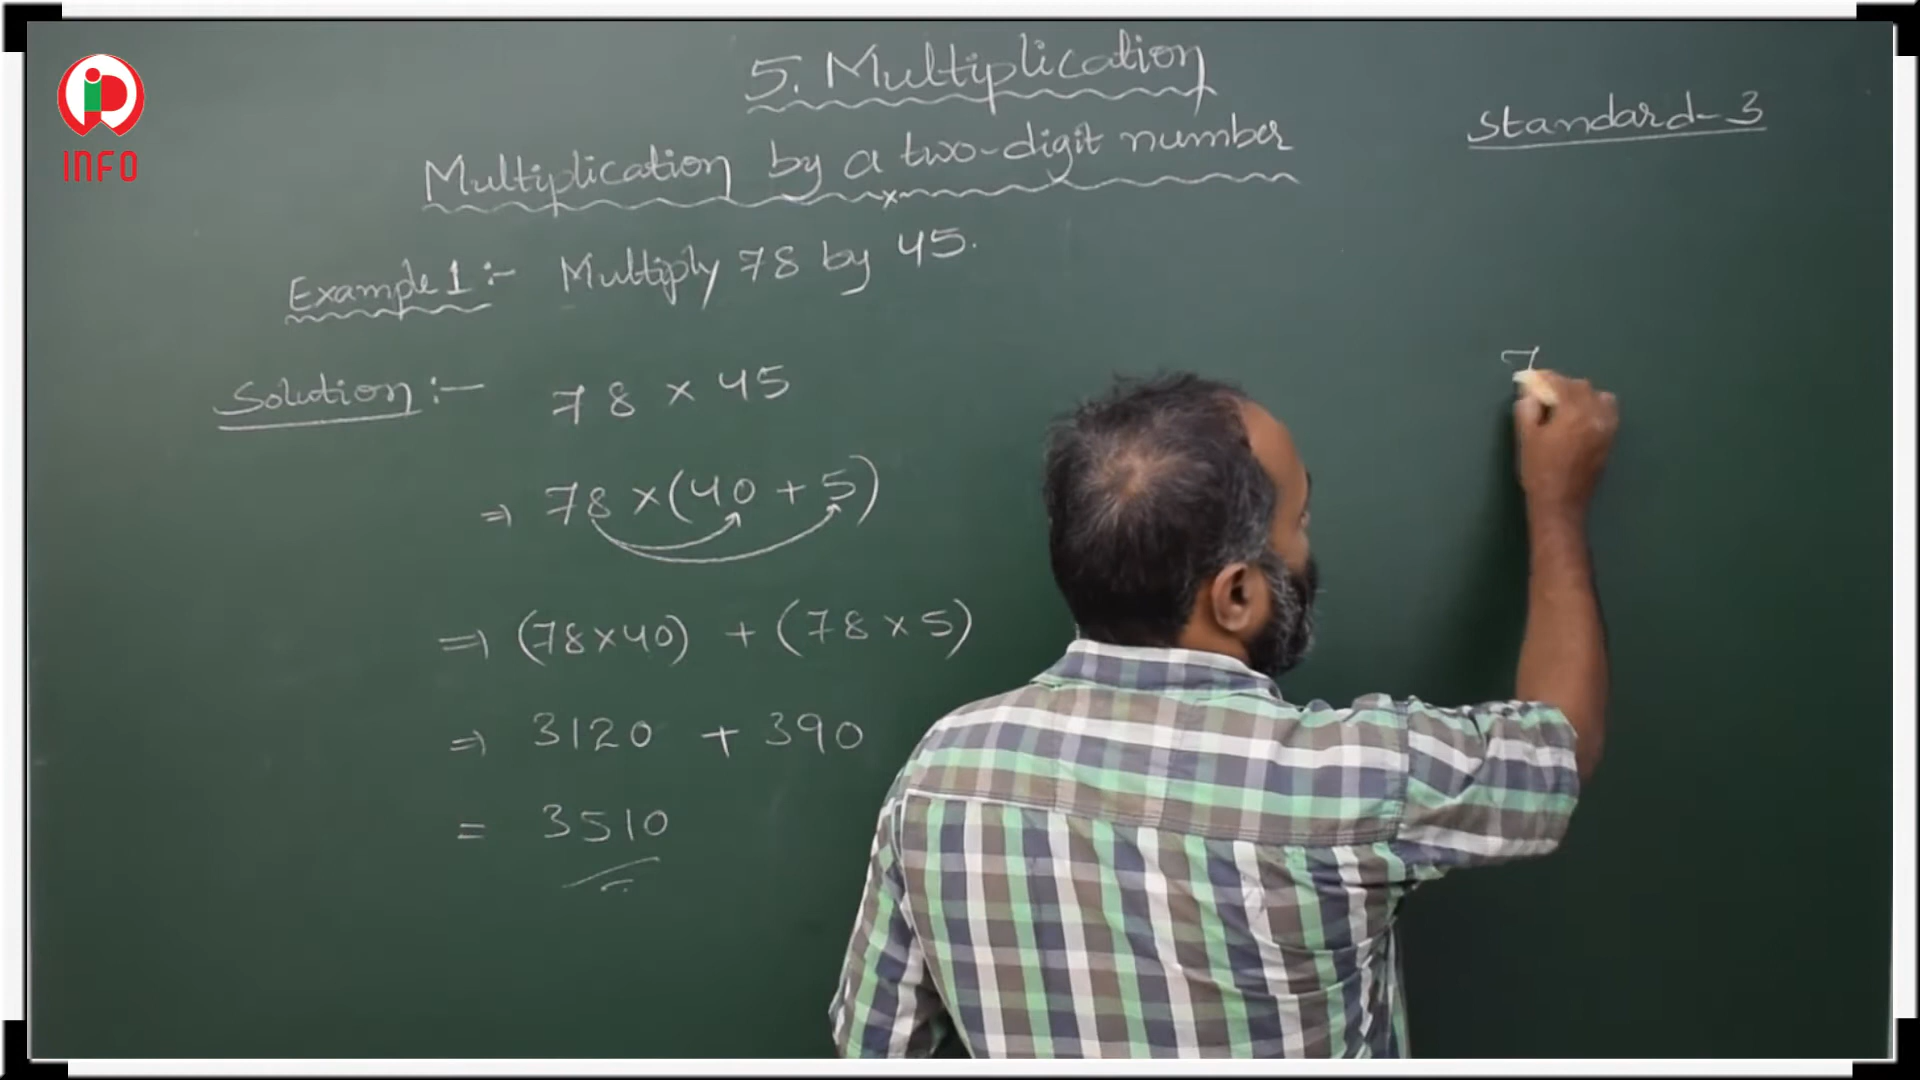 INFO
5. Multiplication
Standard-3
Multiplication by a two-digit number
Example 1:- Multiply 78 by 45.
Solution:- 78 × 45
⇒ 78 × (40 + 5)
⇒ (78×40) + (78 × 5)
⇒ 3120 + 390
= 3510
7